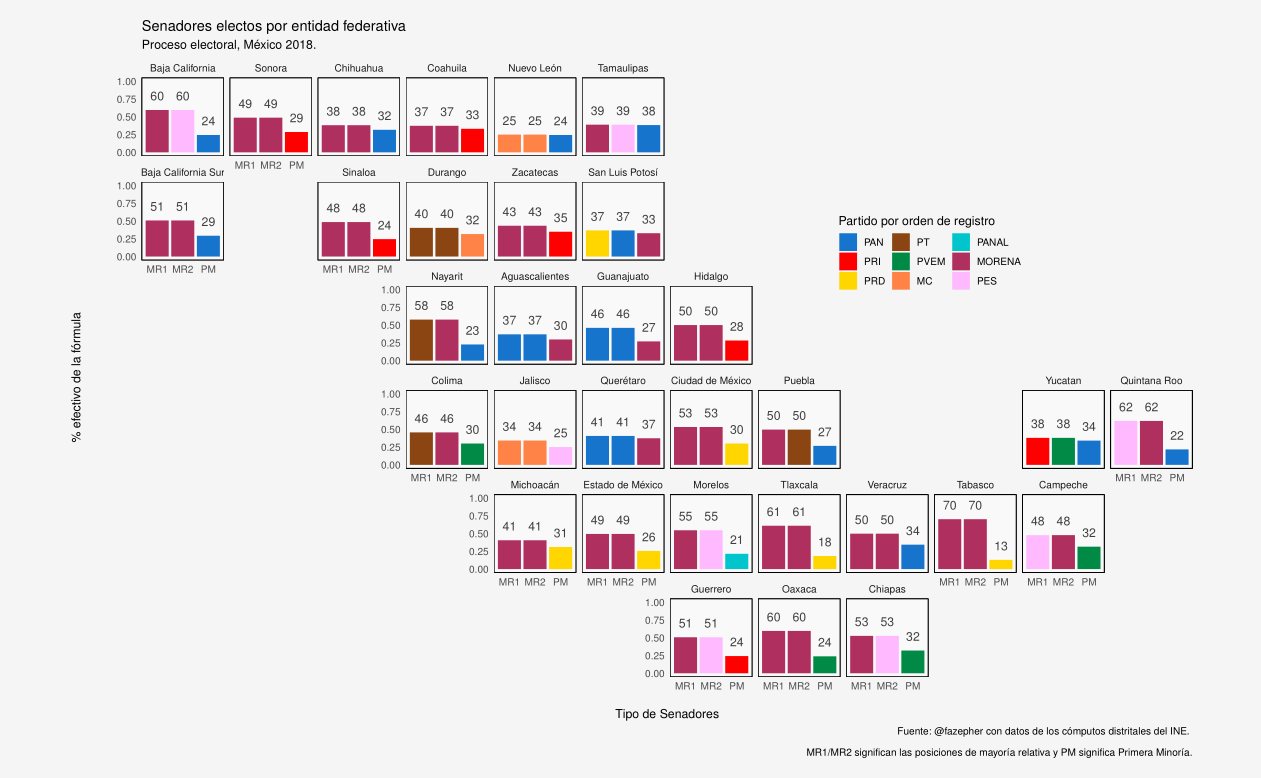 Senadores electos por entidad federativa
Proceso electoral, México 2018.
Baja California Sonora Chihuahua Coahuila Nuevo León Tamaulipas
1.00
0.75
0.50
0.25
0.00
60 60 24
49 49 29
38 38 32
37 37 33
25 25 24
39 39 38
MR1 MR2 PM
Baja California Sur Sinaloa Durango Zacatecas San Luis Potosí
1.00
0.75
0.50
0.25
0.00
51 51 29
48 48 24
40 40 32
43 43 35
37 37 33
MR1 MR2 PM MR1 MR2 PM
Partido por orden de registro
PAN PT PANAL
PRI PVEM MORENA
PRD MC PES
Nayarit Aguascalientes Guanajuato Hidalgo
1.00
0.75
0.50
0.25
0.00
58 58 23
37 37 30
46 46 27
50 50 28
% efectivo de la fórmula
Colima Jalisco Querétaro Ciudad de México Puebla Yucatan Quintana Roo
1.00
0.75
0.50
0.25
0.00
46 46 30
34 34 25
41 41 37
53 53 30
50 50 27
38 38 34
62 62 22
MR1 MR2 PM MR1 MR2 PM
Michoacán Estado de México Morelos Tlaxcala Veracruz Tabasco Campeche
1.00
0.75
0.50
0.25
0.00
41 41 31
49 49 26
55 55 21
61 61 18
50 50 34
70 70 13
48 48 32
MR1 MR2 PM MR1 MR2 PM MR1 MR2 PM MR1 MR2 PM
Guerrero Oaxaca Chiapas
1.00
0.75
0.50
0.25
0.00
51 51 24
60 60 24
53 53 32
MR1 MR2 PM MR1 MR2 PM MR1 MR2 PM
Tipo de Senadores
Fuente: @fazepher con datos de los cómputos distritales del INE.
MR1/MR2 significan las posiciones de mayoría relativa y PM significa Primera Minoría.